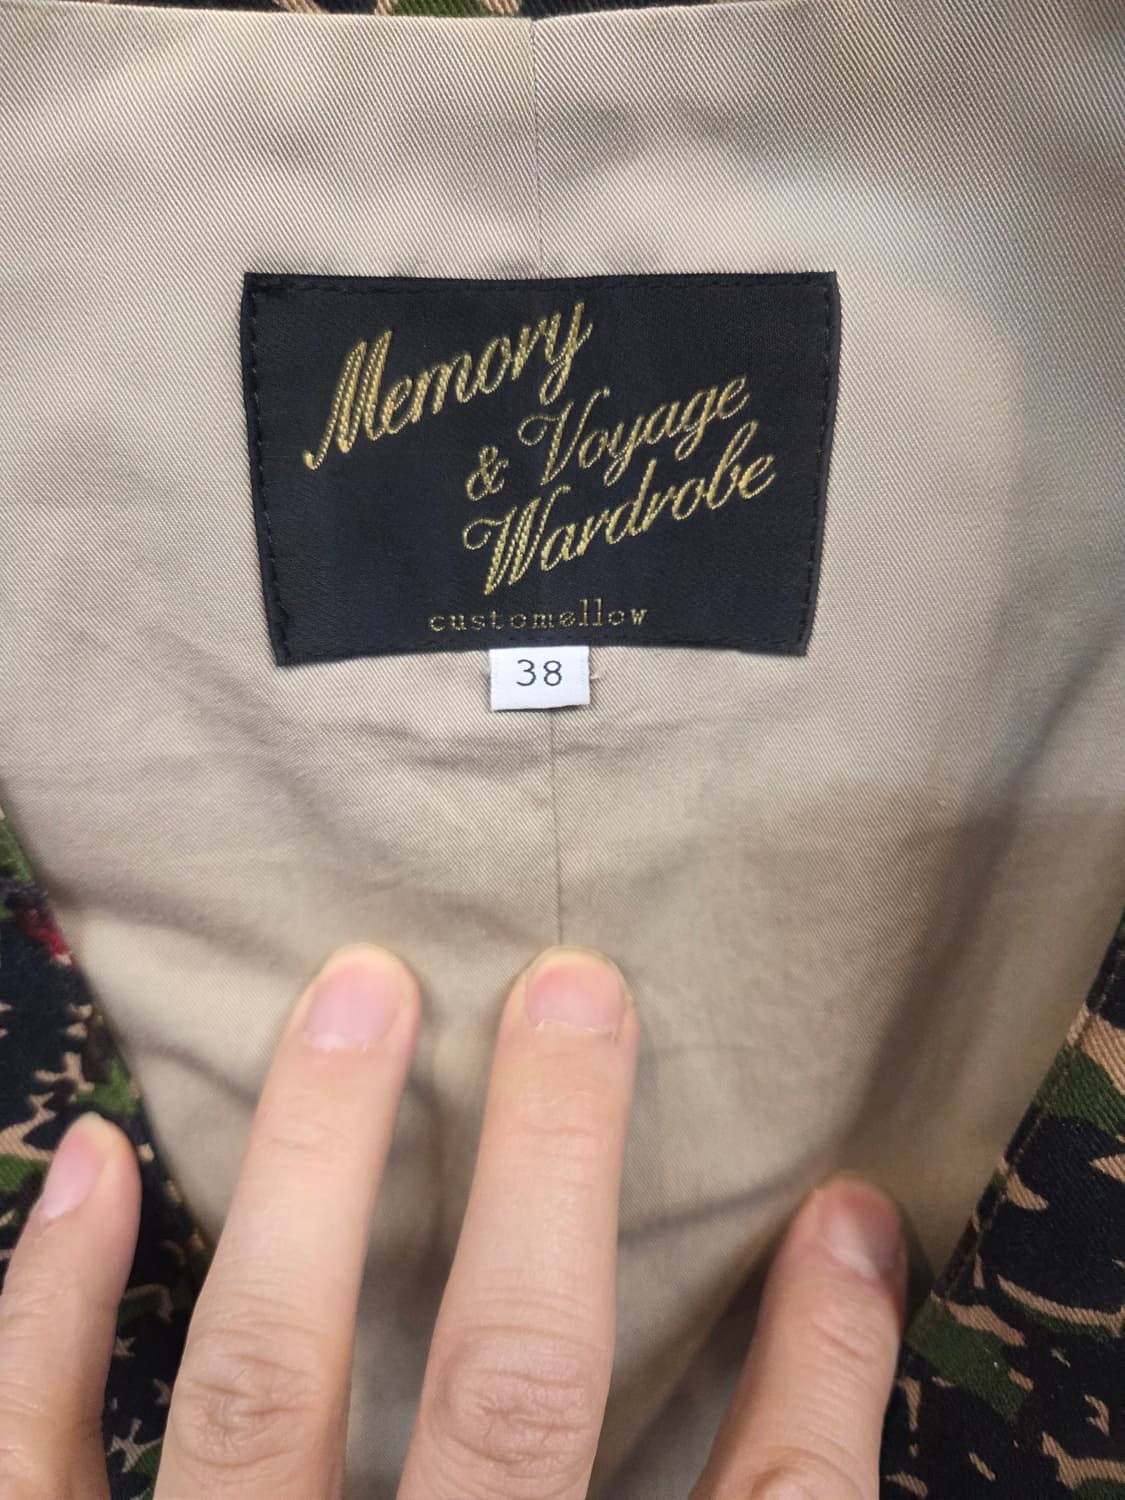 Memory
& Voyage
Wardrobe
customellow
38